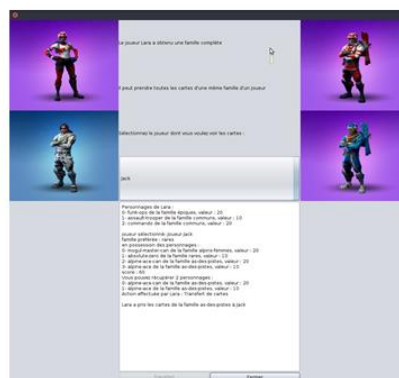 Le joueur Lara a obtenu une famille complète
Il peut prendre toutes les cartes d'une même famille d'un joueur
Sélectionnez le joueur dont vous voulez voir les cartes :
Jack
Personnages de Lara :
0- funk-ops de la famille épiques, valeur : 20
1- assault-trooper de la famille communs, valeur : 10
2- commando de la famille communs, valeur : 20
joueur sélectionné: joueur Jack
famille préférée : rares
en possession des personnages :
0- mogul-master-can de la famille alpins-femmes, valeur : 20
1- absolute-zero de la famille rares, valeur : 10
2- alpine-ace-can de la famille as-des-pistes, valeur : 20
3- alpine-ace de la famille as-des-pistes, valeur : 10
score : 60
Vous pouvez récupérer 2 personnages :
0- alpine-ace-can de la famille as-des-pistes, valeur : 20
1- alpine-ace de la famille as-des-pistes, valeur : 10
Action effectuée par Lara : Transfert de cartes
Lara a pris les cartes de la famille as-des-pistes à Jack
Fermer